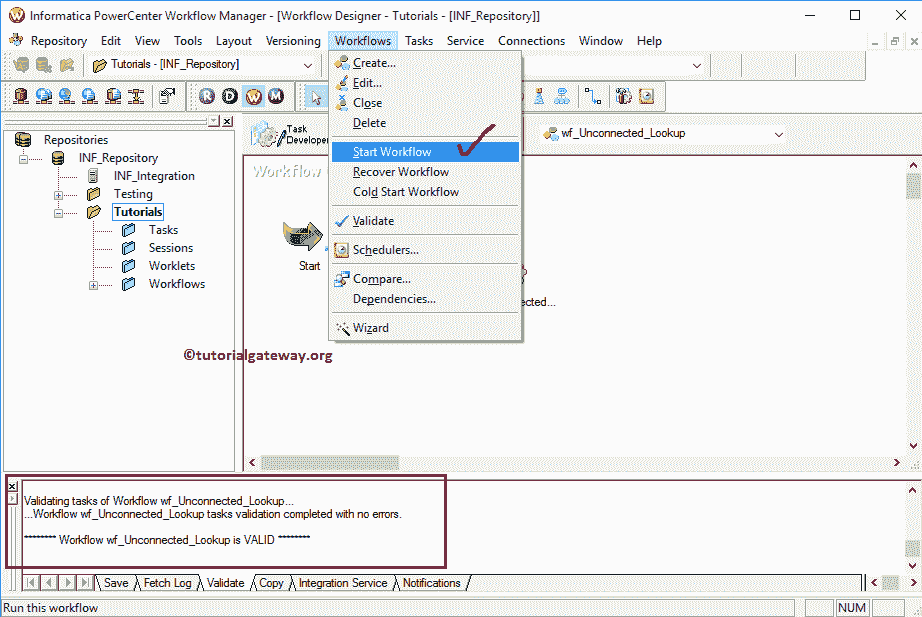 Informatica PowerCenter Workflow Manager - [Workflow Designer - Tutorials - [INF_Repository]]
Repository Edit View Tools Layout Versioning Workflows Tasks Service Connections Window Help
Tutorials - [INF_Repository]
R D W M
Repositories
INF_Repository
INF_Integration
Testing
Tutorials
Tasks
Sessions
Worklets
Workflows
Create...
Edit...
Close
Delete
Start Workflow
Recover Workflow
Cold Start Workflow
Validate
Schedulers...
Compare...
Dependencies...
Wizard
Task
Developer
wf_Unconnected_Lookup
Workflow
Start
ected...
©tutorialgateway.org
Validating tasks of Workflow wf_Unconnected_Lookup...
...Workflow wf_Unconnected_Lookup tasks validation completed with no errors.
******** Workflow wf_Unconnected_Lookup is VALID ********
Save Fetch Log Validate Copy Integration Service Notifications
Run this workflow NUM